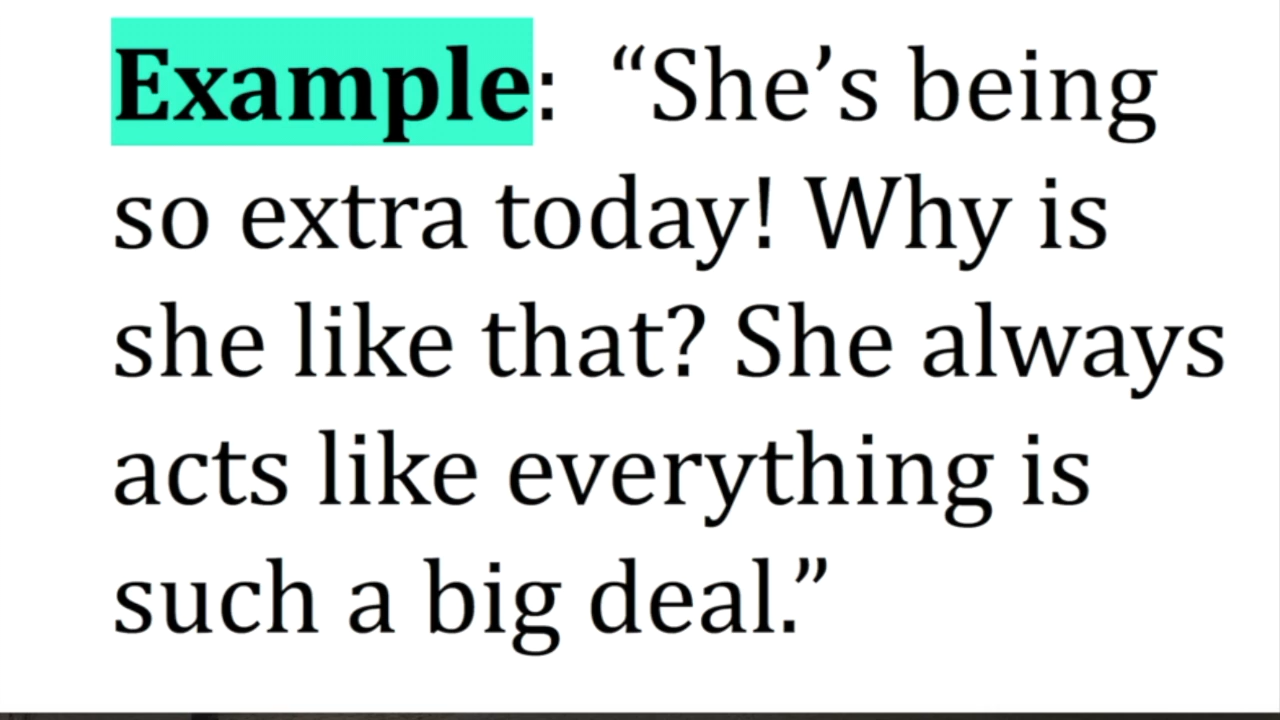 Example:  “She’s being
so extra today! Why is
she like that? She always
acts like everything is
such a big deal.”